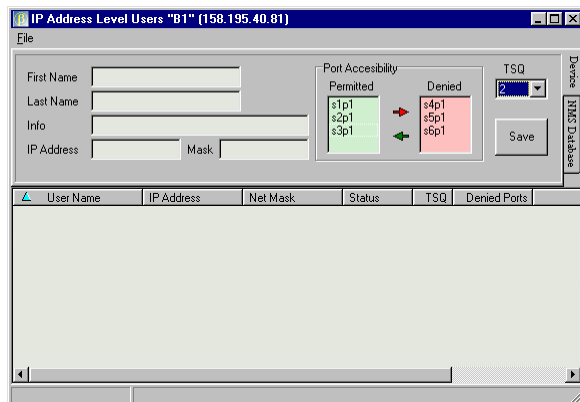 IP Address Level Users "B1" (158.195.40.81)
File
First Name
Last Name
Info
IP Address
Mask
Port Accesibility
Permitted
Denied
s1p1
s2p1
s3p1
s4p1
s5p1
s6p1
TSQ
2
Save
Device
NMS Database
User Name IP Address Net Mask Status TSQ Denied Ports